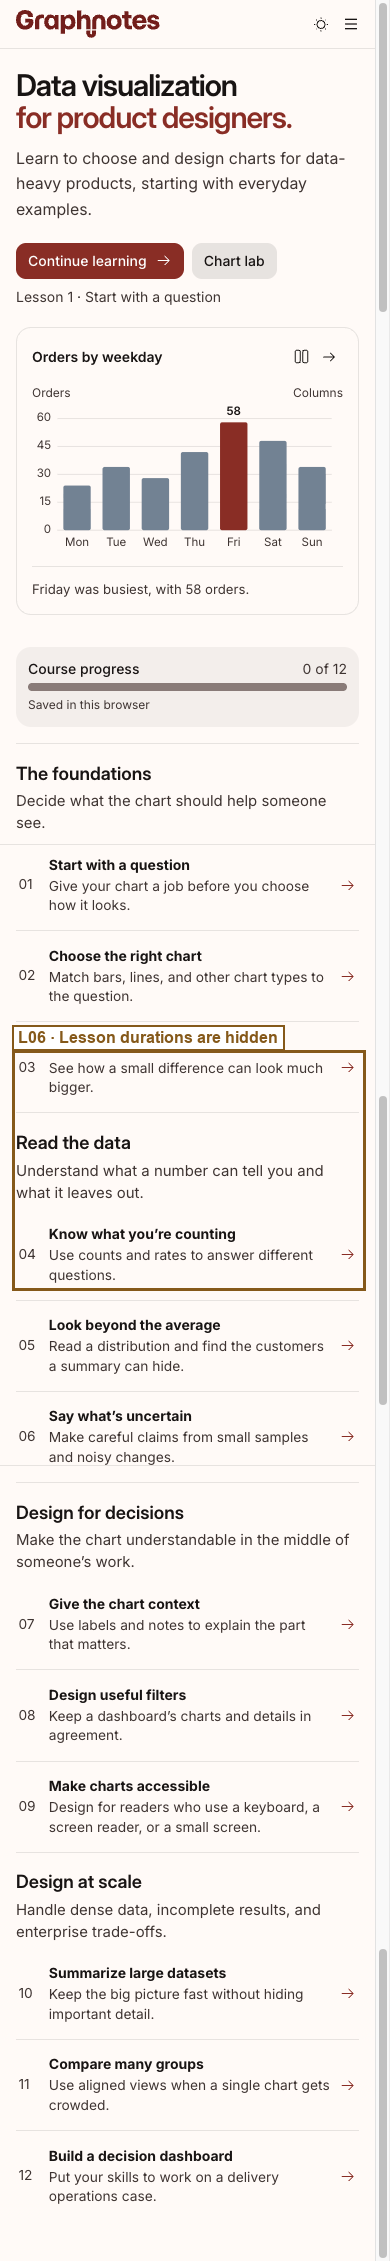 Graphnotes
Data visualization
for product designers.
Learn to choose and design charts for data-
heavy products, starting with everyday
examples.
Continue learning →
Chart lab
Lesson 1 · Start with a question
Orders by weekday →
Orders
Columns
60
45
30
15
0
58
Mon Tue Wed Thu Fri Sat Sun
Friday was busiest, with 58 orders.
Course progress
0 of 12
Saved in this browser
The foundations
Decide what the chart should help someone
see.
01
Start with a question
Give your chart a job before you choose
how it looks.
→
02
Choose the right chart
Match bars, lines, and other chart types to
the question.
→
L06 · Lesson durations are hidden
03
See how a small difference can look much
bigger.
→
Read the data
Understand what a number can tell you and
what it leaves out.
04
Know what you’re counting
Use counts and rates to answer different
questions.
→
05
Look beyond the average
Read a distribution and find the customers
a summary can hide.
→
06
Say what’s uncertain
Make careful claims from small samples
and noisy changes.
→
Design for decisions
Make the chart understandable in the middle of
someone’s work.
07
Give the chart context
Use labels and notes to explain the part
that matters.
→
08
Design useful filters
Keep a dashboard’s charts and details in
agreement.
→
09
Make charts accessible
Design for readers who use a keyboard, a
screen reader, or a small screen.
→
Design at scale
Handle dense data, incomplete results, and
enterprise trade-offs.
10
Summarize large datasets
Keep the big picture fast without hiding
important detail.
→
11
Compare many groups
Use aligned views when a single chart gets
crowded.
→
12
Build a decision dashboard
Put your skills to work on a delivery
operations case.
→